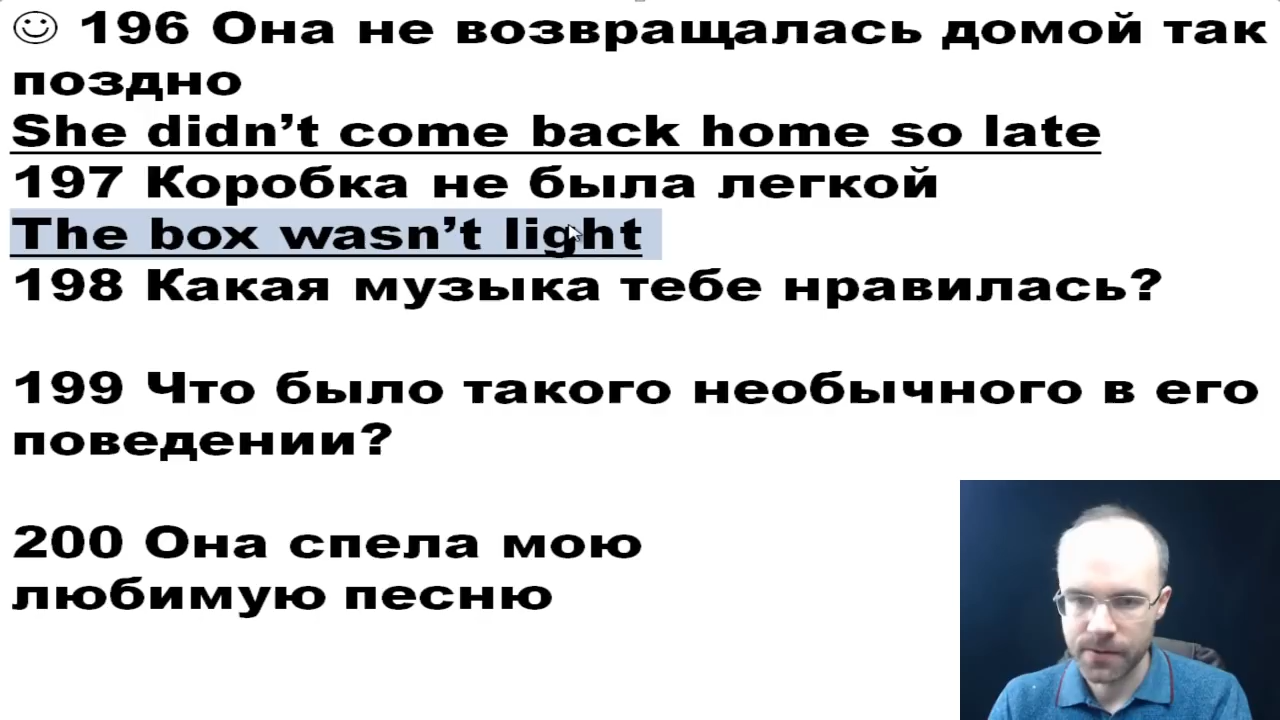 ☺ 196 Она не возвращалась домой так
поздно
She didn’t come back home so late
197 Коробка не была легкой
The box wasn’t light
198 Какая музыка тебе нравилась?
199 Что было такого необычного в его
поведении?
200 Она спела мою
любимую песню